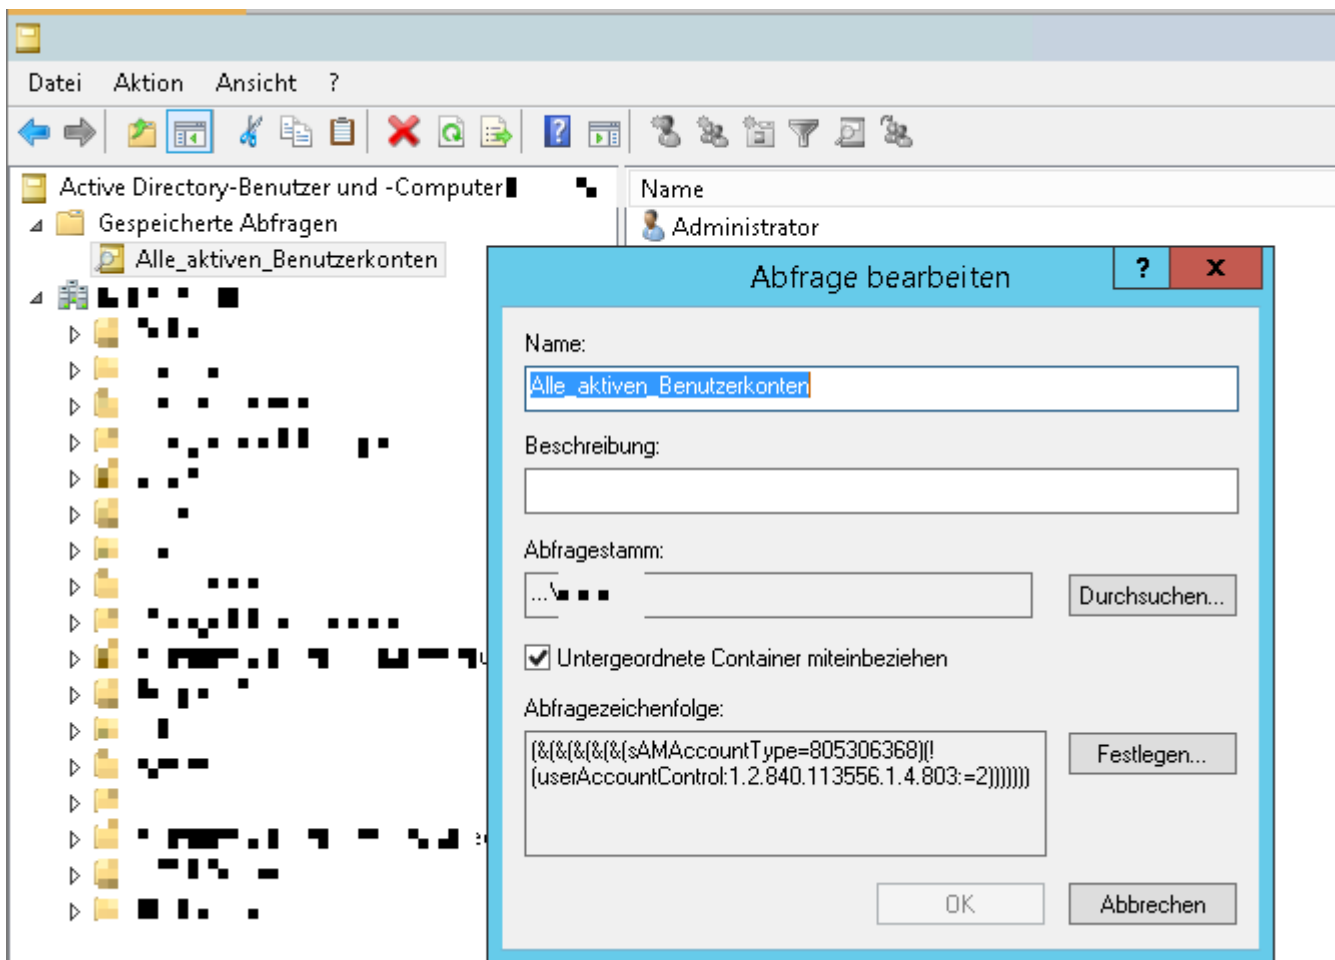 Datei Aktion Ansicht ?
Active Directory-Benutzer und -Computer
Gespeicherte Abfragen
Alle_aktiven_Benutzerkonten
Name
Administrator
Abfrage bearbeiten
Name:
Alle_aktiven_Benutzerkonten
Beschreibung:
Abfragestamm:
...\
Durchsuchen...
Untergeordnete Container miteinbeziehen
Abfragezeichenfolge:
(&(&(&(&(&(sAMAccountType=805306368)(!
(userAccountControl:1.2.840.113556.1.4.803:=2)))))))
Festlegen...
OK
Abbrechen